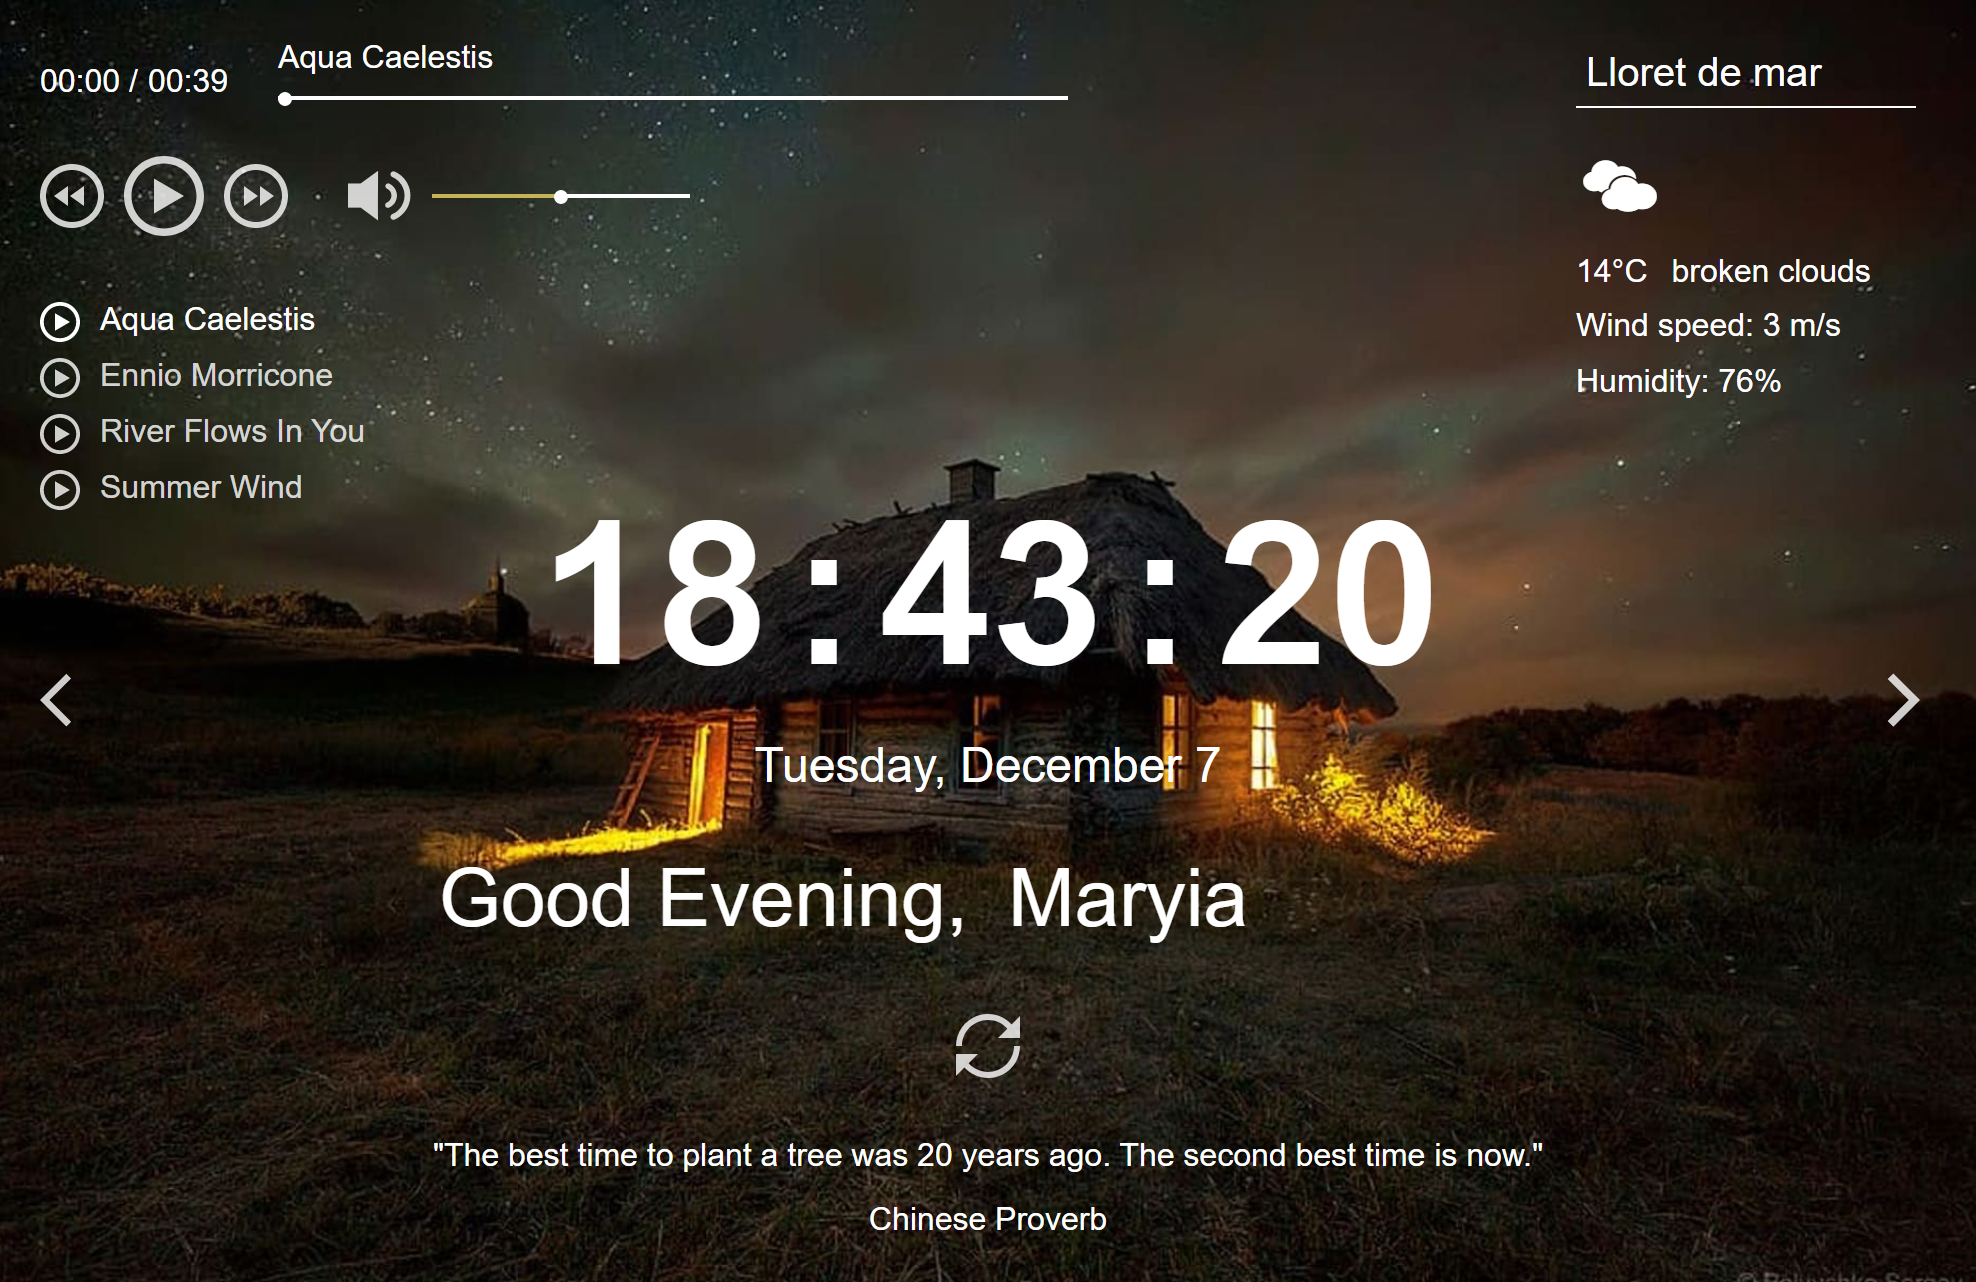 00:00 / 00:39
Aqua Caelestis
Aqua Caelestis
Ennio Morricone
River Flows In You
Summer Wind
Lloret de mar
14°C broken clouds
Wind speed: 3 m/s
Humidity: 76%
18:43:20
Tuesday, December 7
Good Evening, Maryia
"The best time to plant a tree was 20 years ago. The second best time is now."
Chinese Proverb